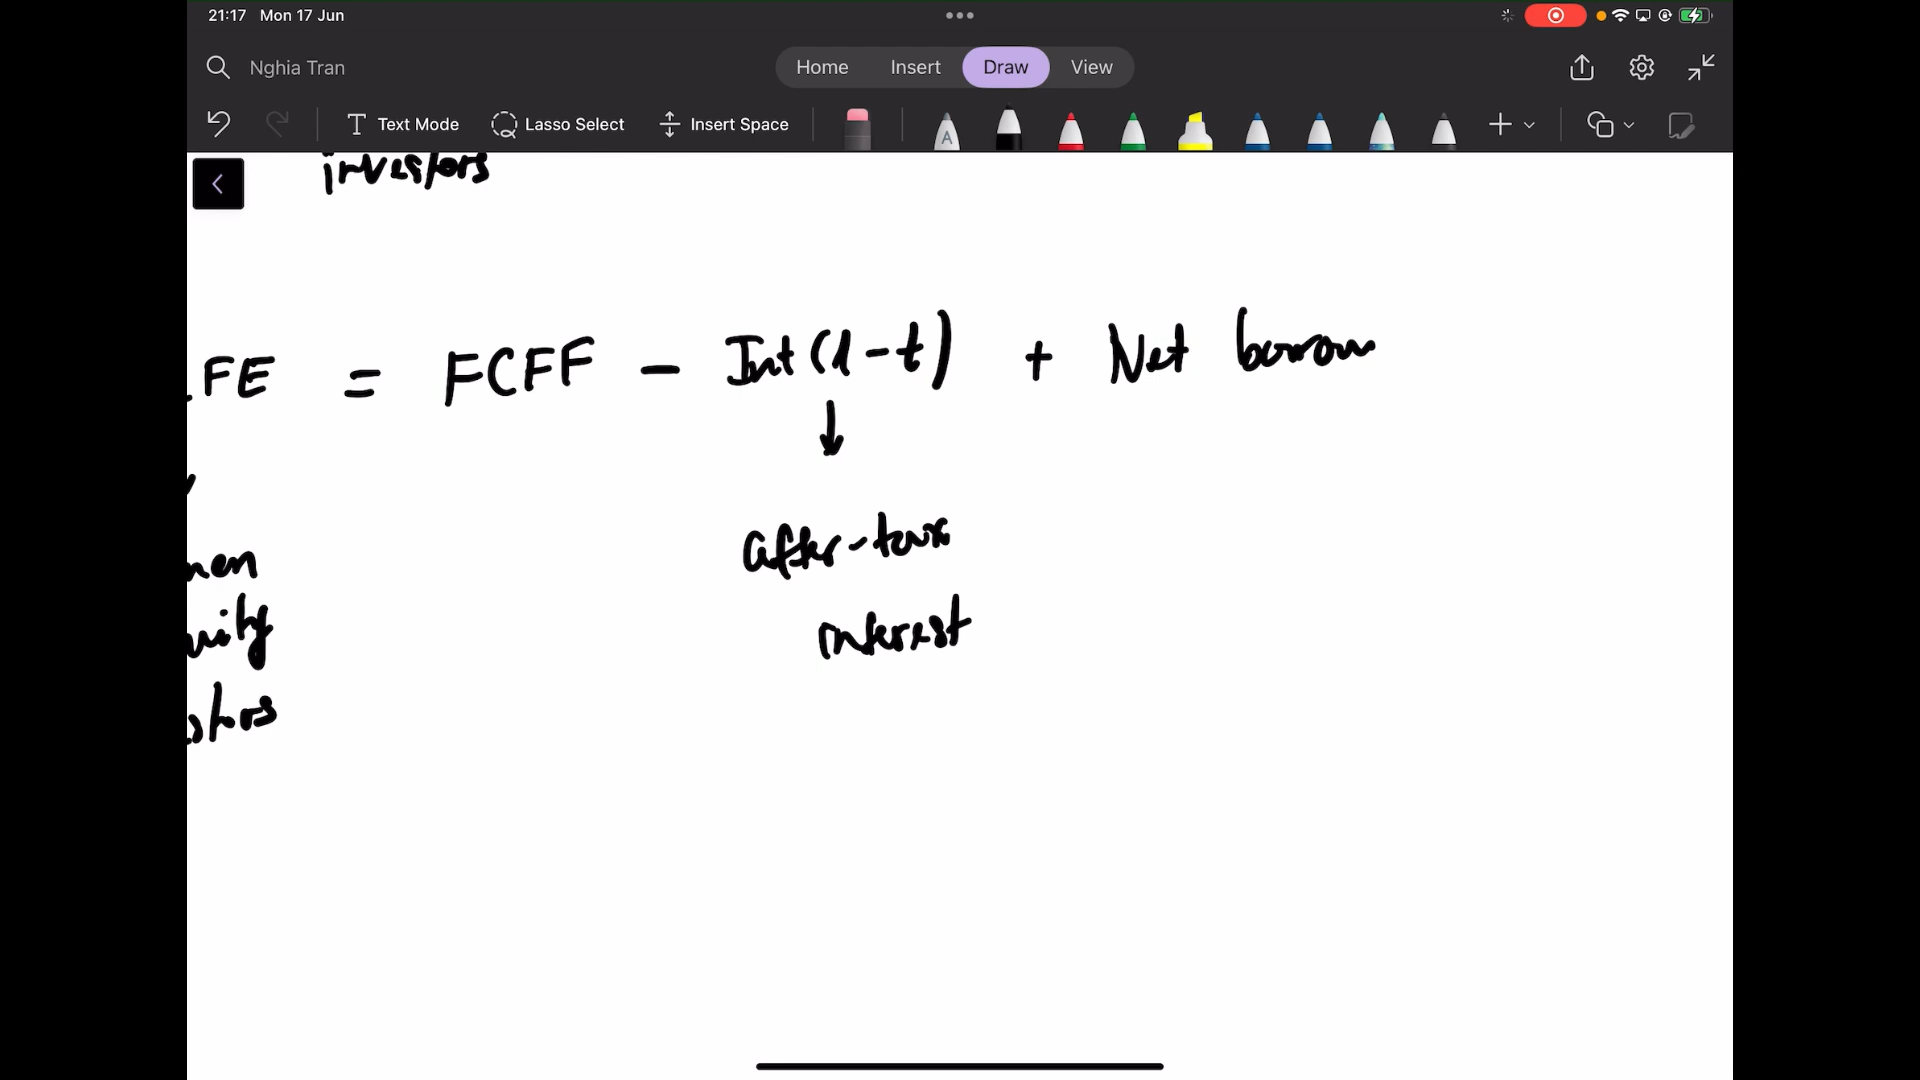 21:17 Mon 17 Jun
Nghia Tran
Home Insert Draw View
Text Mode Lasso Select Insert Space
A
investors
FE = FCFF - Int (1-t) + Net borrow
after-tax
interest